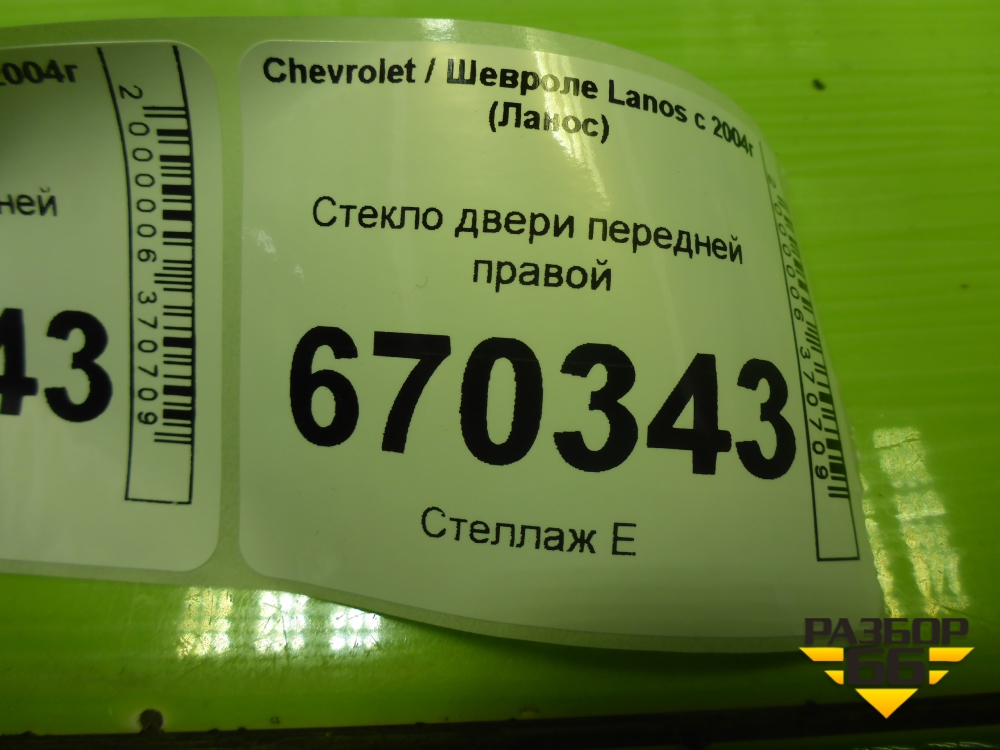 2004г
2000006370709
ней
43
Chevrolet / Шевроле Lanos с 2004г
(Ланос)
Стекло двери передней
правой
670343
Стеллаж Е
2000006370709
РАЗБОР
66